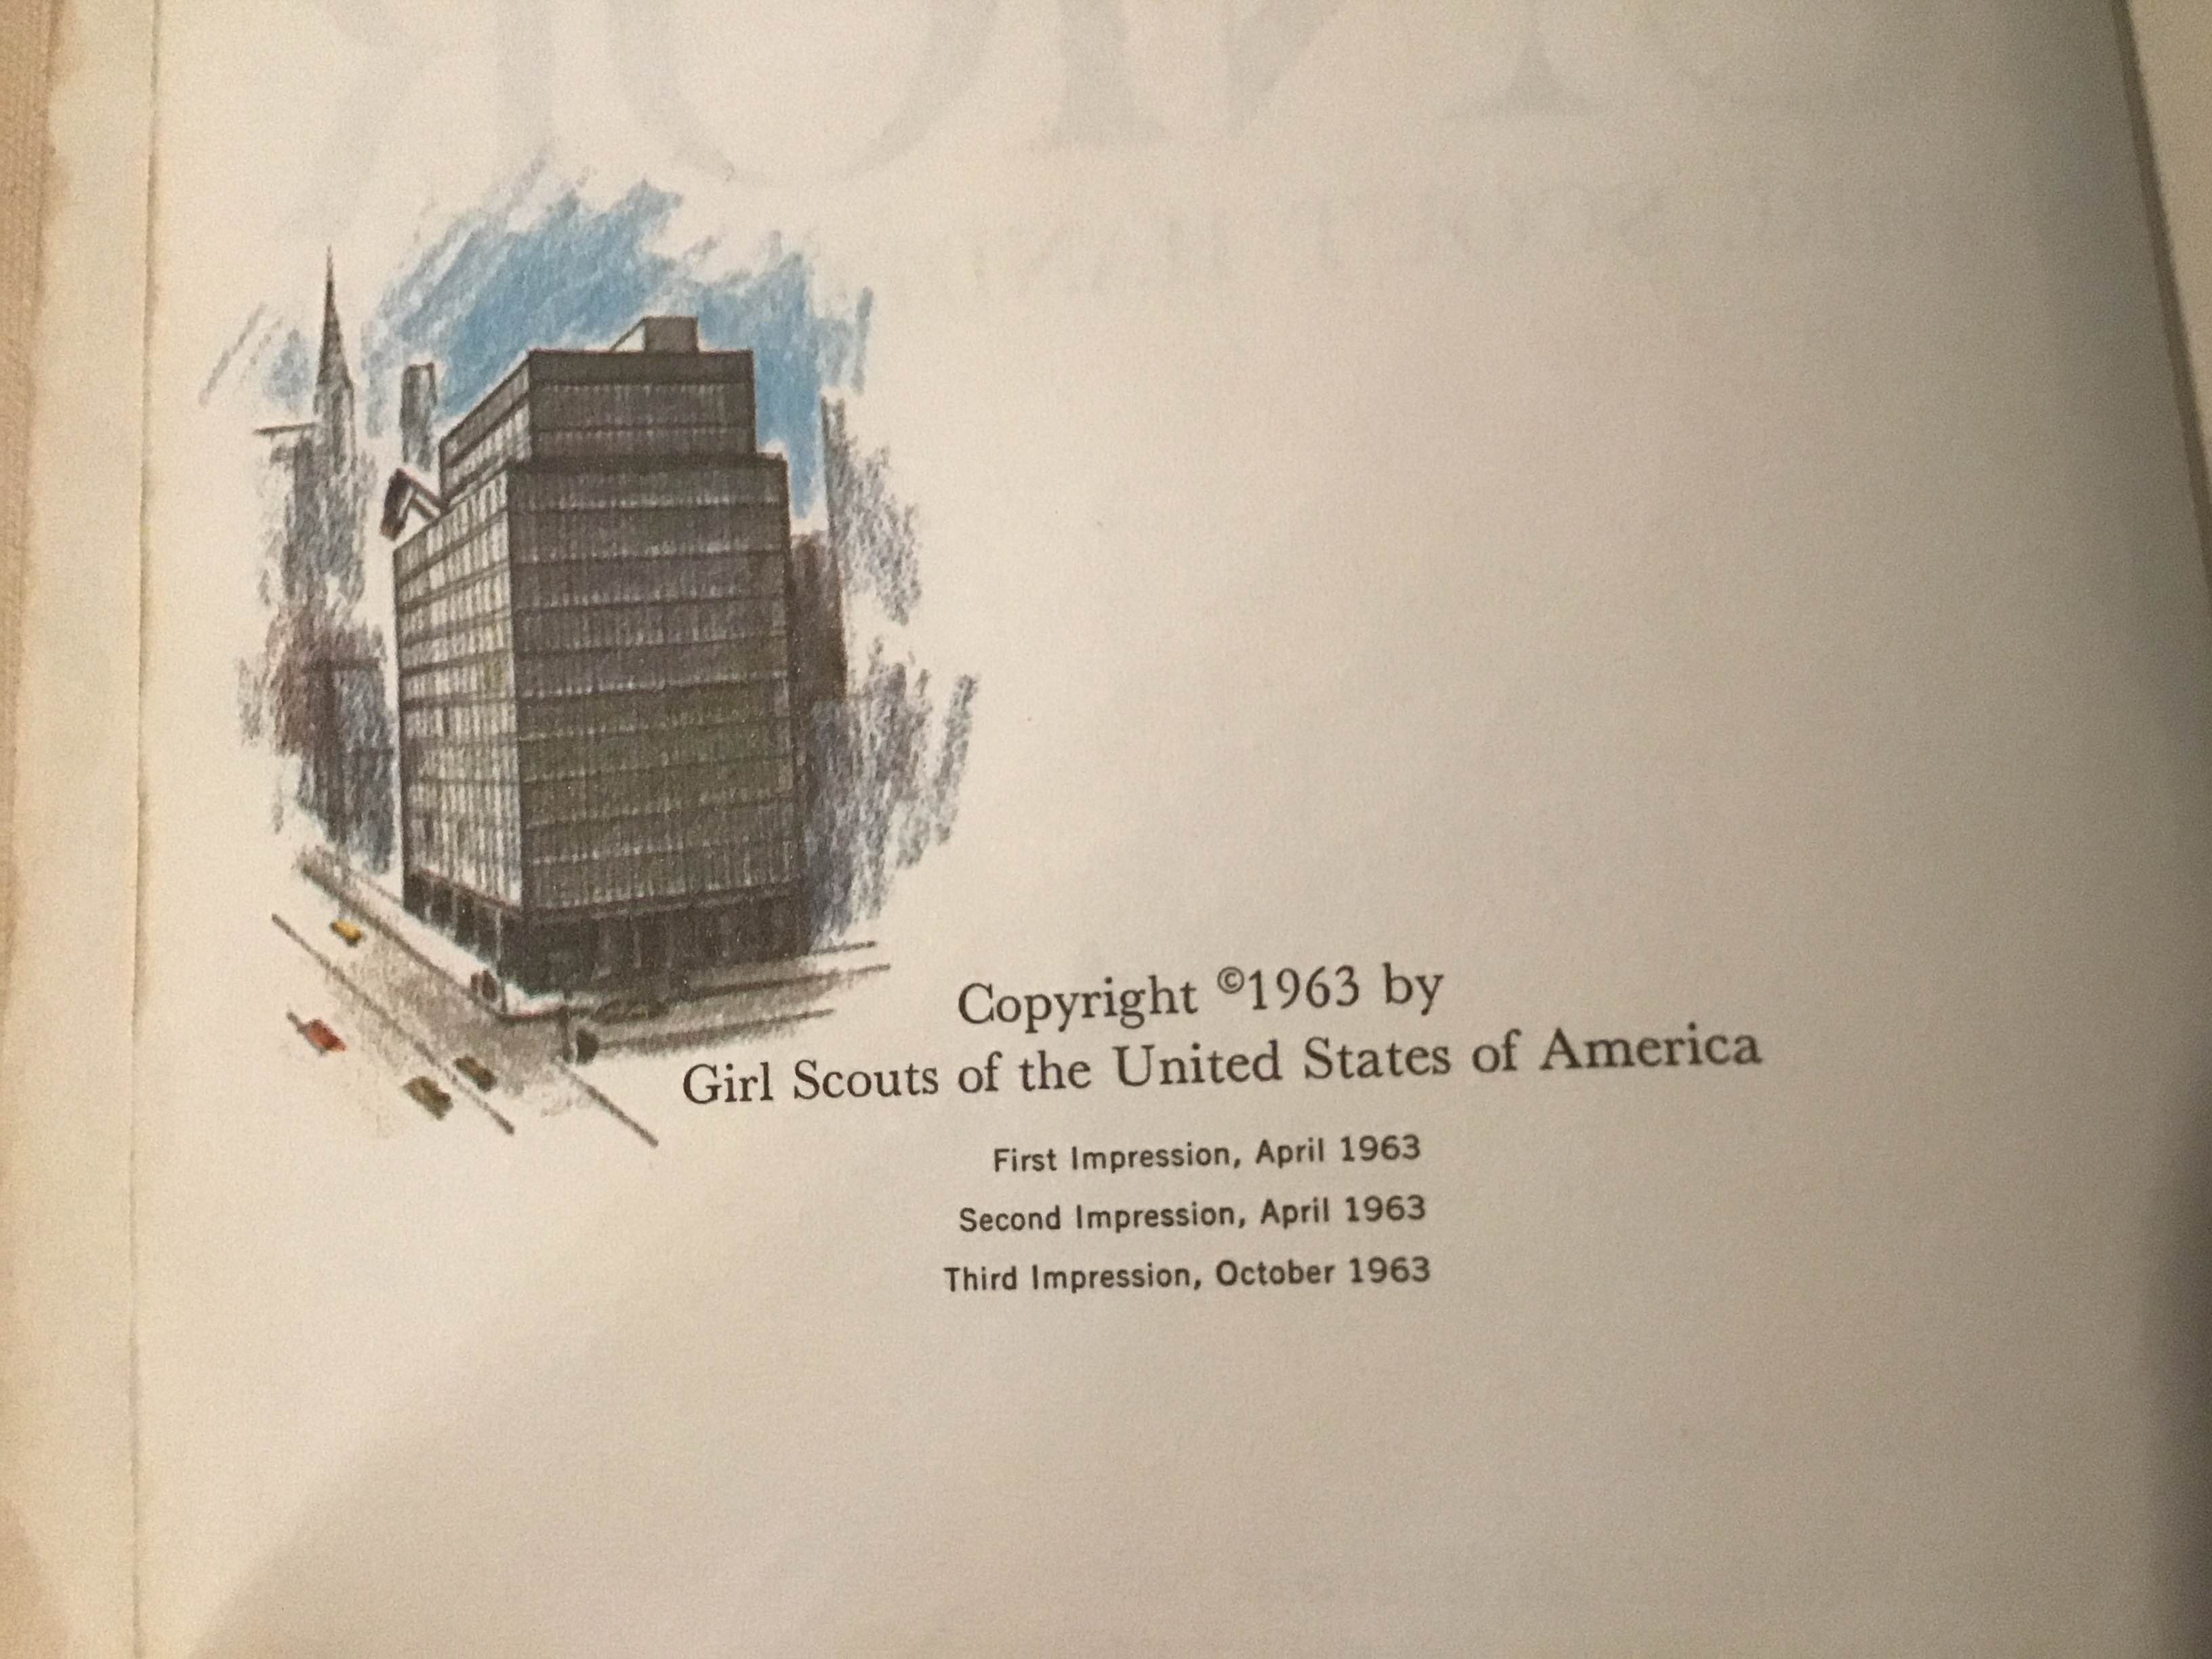 Copyright ©1963 by
Girl Scouts of the United States of America
First Impression, April 1963
Second Impression, April 1963
Third Impression, October 1963